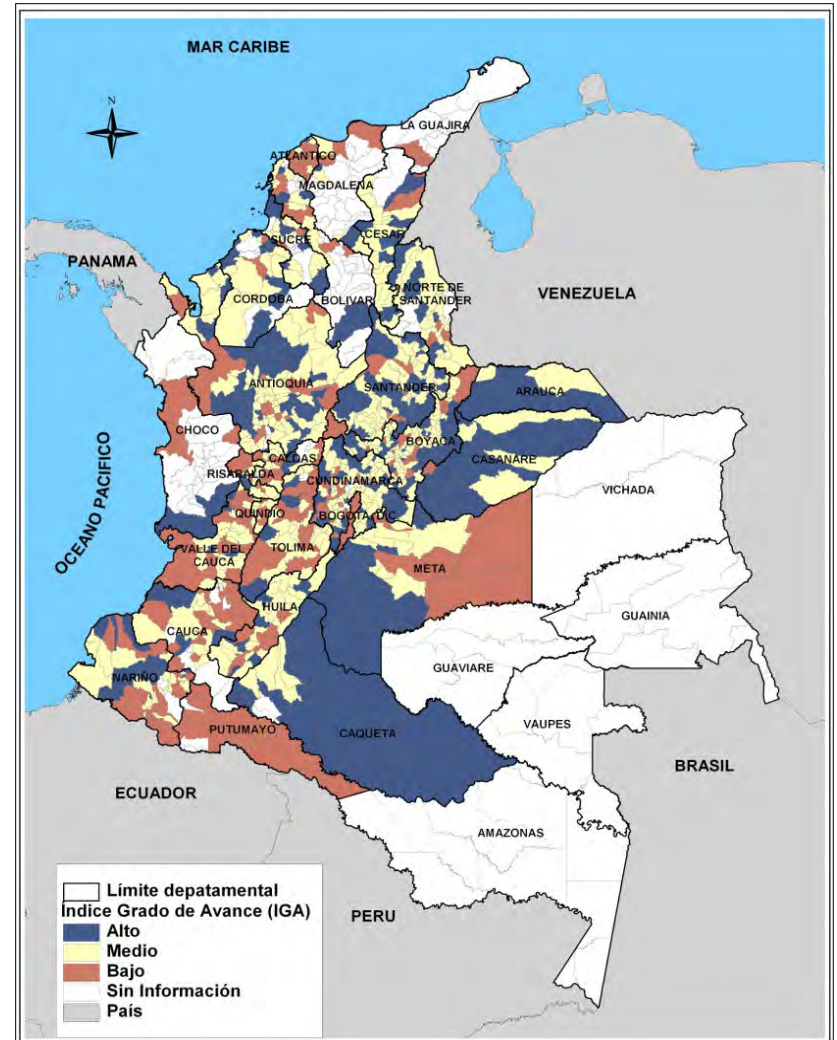 MAR CARIBE
N
LA GUAJIRA
ATLANTICO
MAGDALENA
CESAR
SUCRE
PANAMA
CORDOBA
BOLIVAR
NORTE DE
SANTANDER
VENEZUELA
ANTIOQUIA
SANTANDER
ARAUCA
CHOCO
BOYACA
CALDAS
CASANARE
RISARALDA
CUNDINAMARCA
VICHADA
OCEANO PACIFICO
QUINDIO
BOGOTA, D.C
VALLE DEL
CAUCA
TOLIMA
META
HUILA
GUAINIA
CAUCA
GUAVIARE
NARIÑO
VAUPES
PUTUMAYO
CAQUETA
BRASIL
ECUADOR
AMAZONAS
PERU
Límite depatamental
Índice Grado de Avance (IGA)
Alto
Medio
Bajo
Sin Información
País